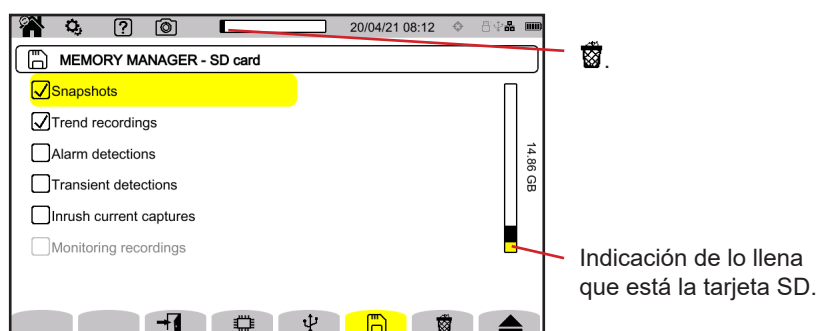 20/04/21 08:12
MEMORY MANAGER - SD card
Snapshots
Trend recordings
Alarm detections
Transient detections
Inrush current captures
Monitoring recordings
14.86 GB
.
Indicación de lo llena
que está la tarjeta SD.